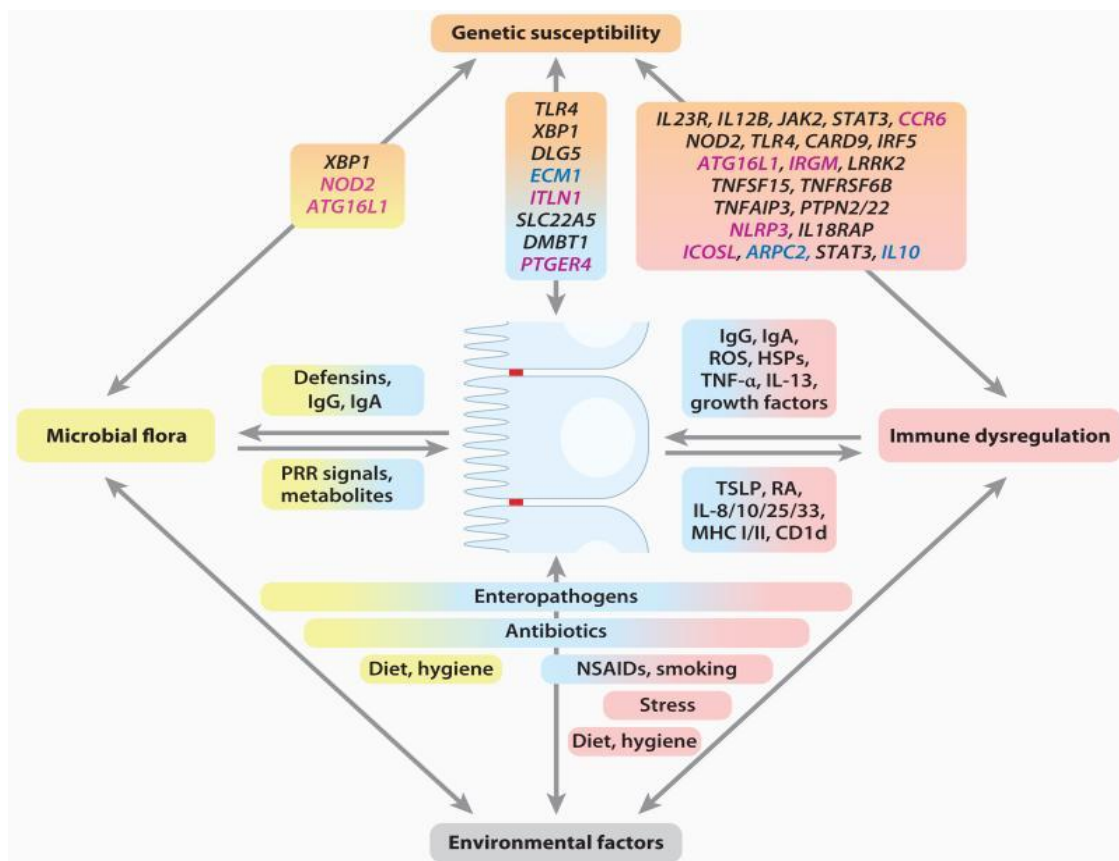 Genetic susceptibility
XBP1
NOD2
ATG16L1
TLR4
XBP1
DLG5
ECM1
ITLN1
SLC22A5
DMBT1
PTGER4
IL23R, IL12B, JAK2, STAT3, CCR6
NOD2, TLR4, CARD9, IRF5
ATG16L1, IRGM, LRRK2
TNFSF15, TNFRSF6B
TNFAIP3, PTPN2/22
NLRP3, IL18RAP
ICOSL, ARPC2, STAT3, IL10
Defensins,
IgG, IgA
IgG, IgA,
ROS, HSPs,
TNF-α, IL-13,
growth factors
Microbial flora
Immune dysregulation
PRR signals,
metabolites
TSLP, RA,
IL-8/10/25/33,
MHC I/II, CD1d
Enteropathogens
Antibiotics
Diet, hygiene
NSAIDs, smoking
Stress
Diet, hygiene
Environmental factors